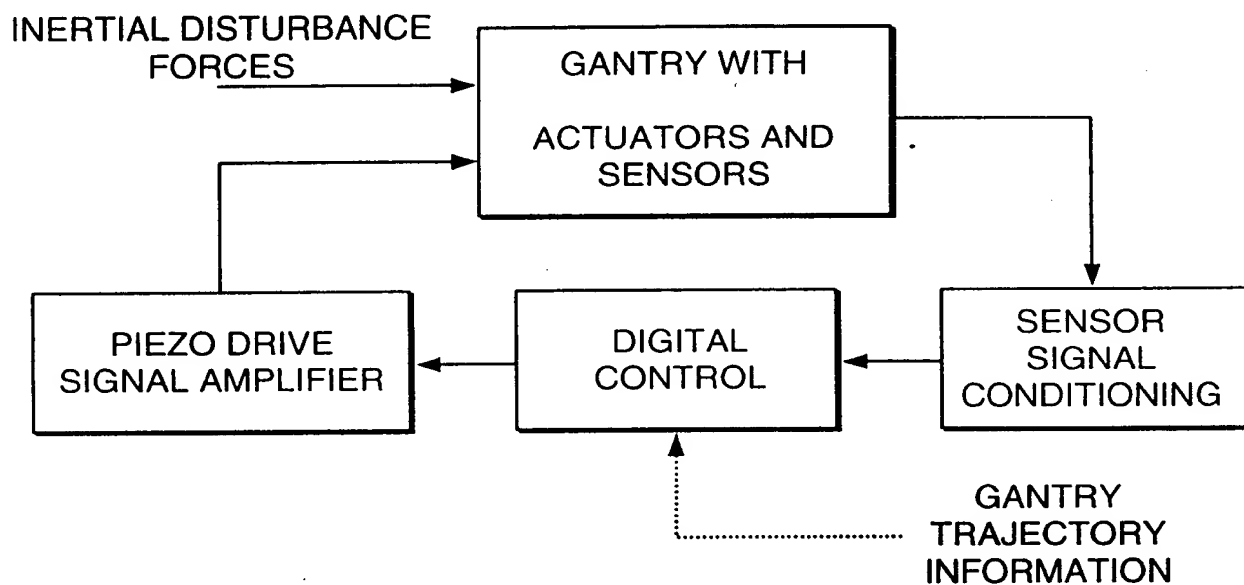 INERTIAL DISTURBANCE
FORCES
GANTRY WITH
ACTUATORS AND
SENSORS
PIEZO DRIVE
SIGNAL AMPLIFIER
DIGITAL
CONTROL
SENSOR
SIGNAL
CONDITIONING
GANTRY
TRAJECTORY
INFORMATION